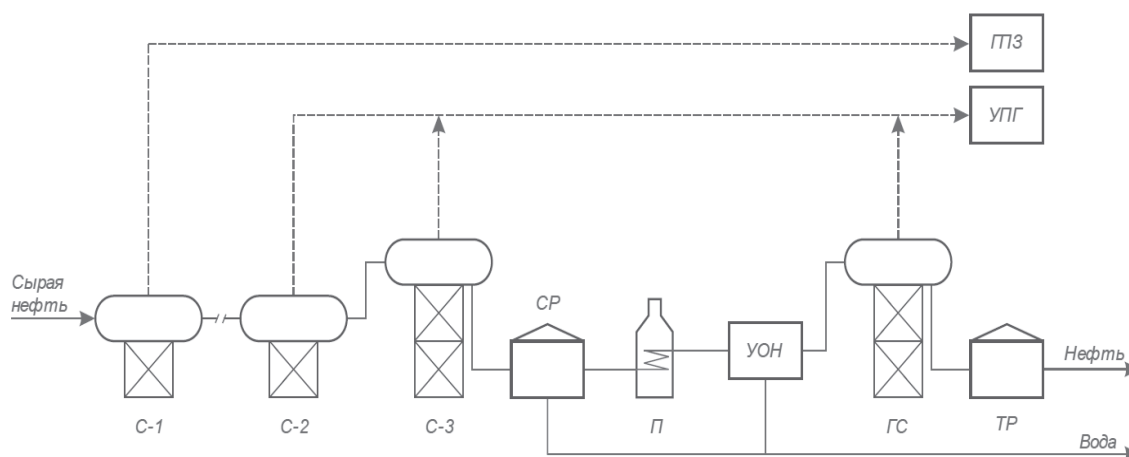 ГПЗ
УПГ
Сырая
нефть
СР
УОН
Нефть
С-1
С-2
С-3
П
ГС
ТР
Вода